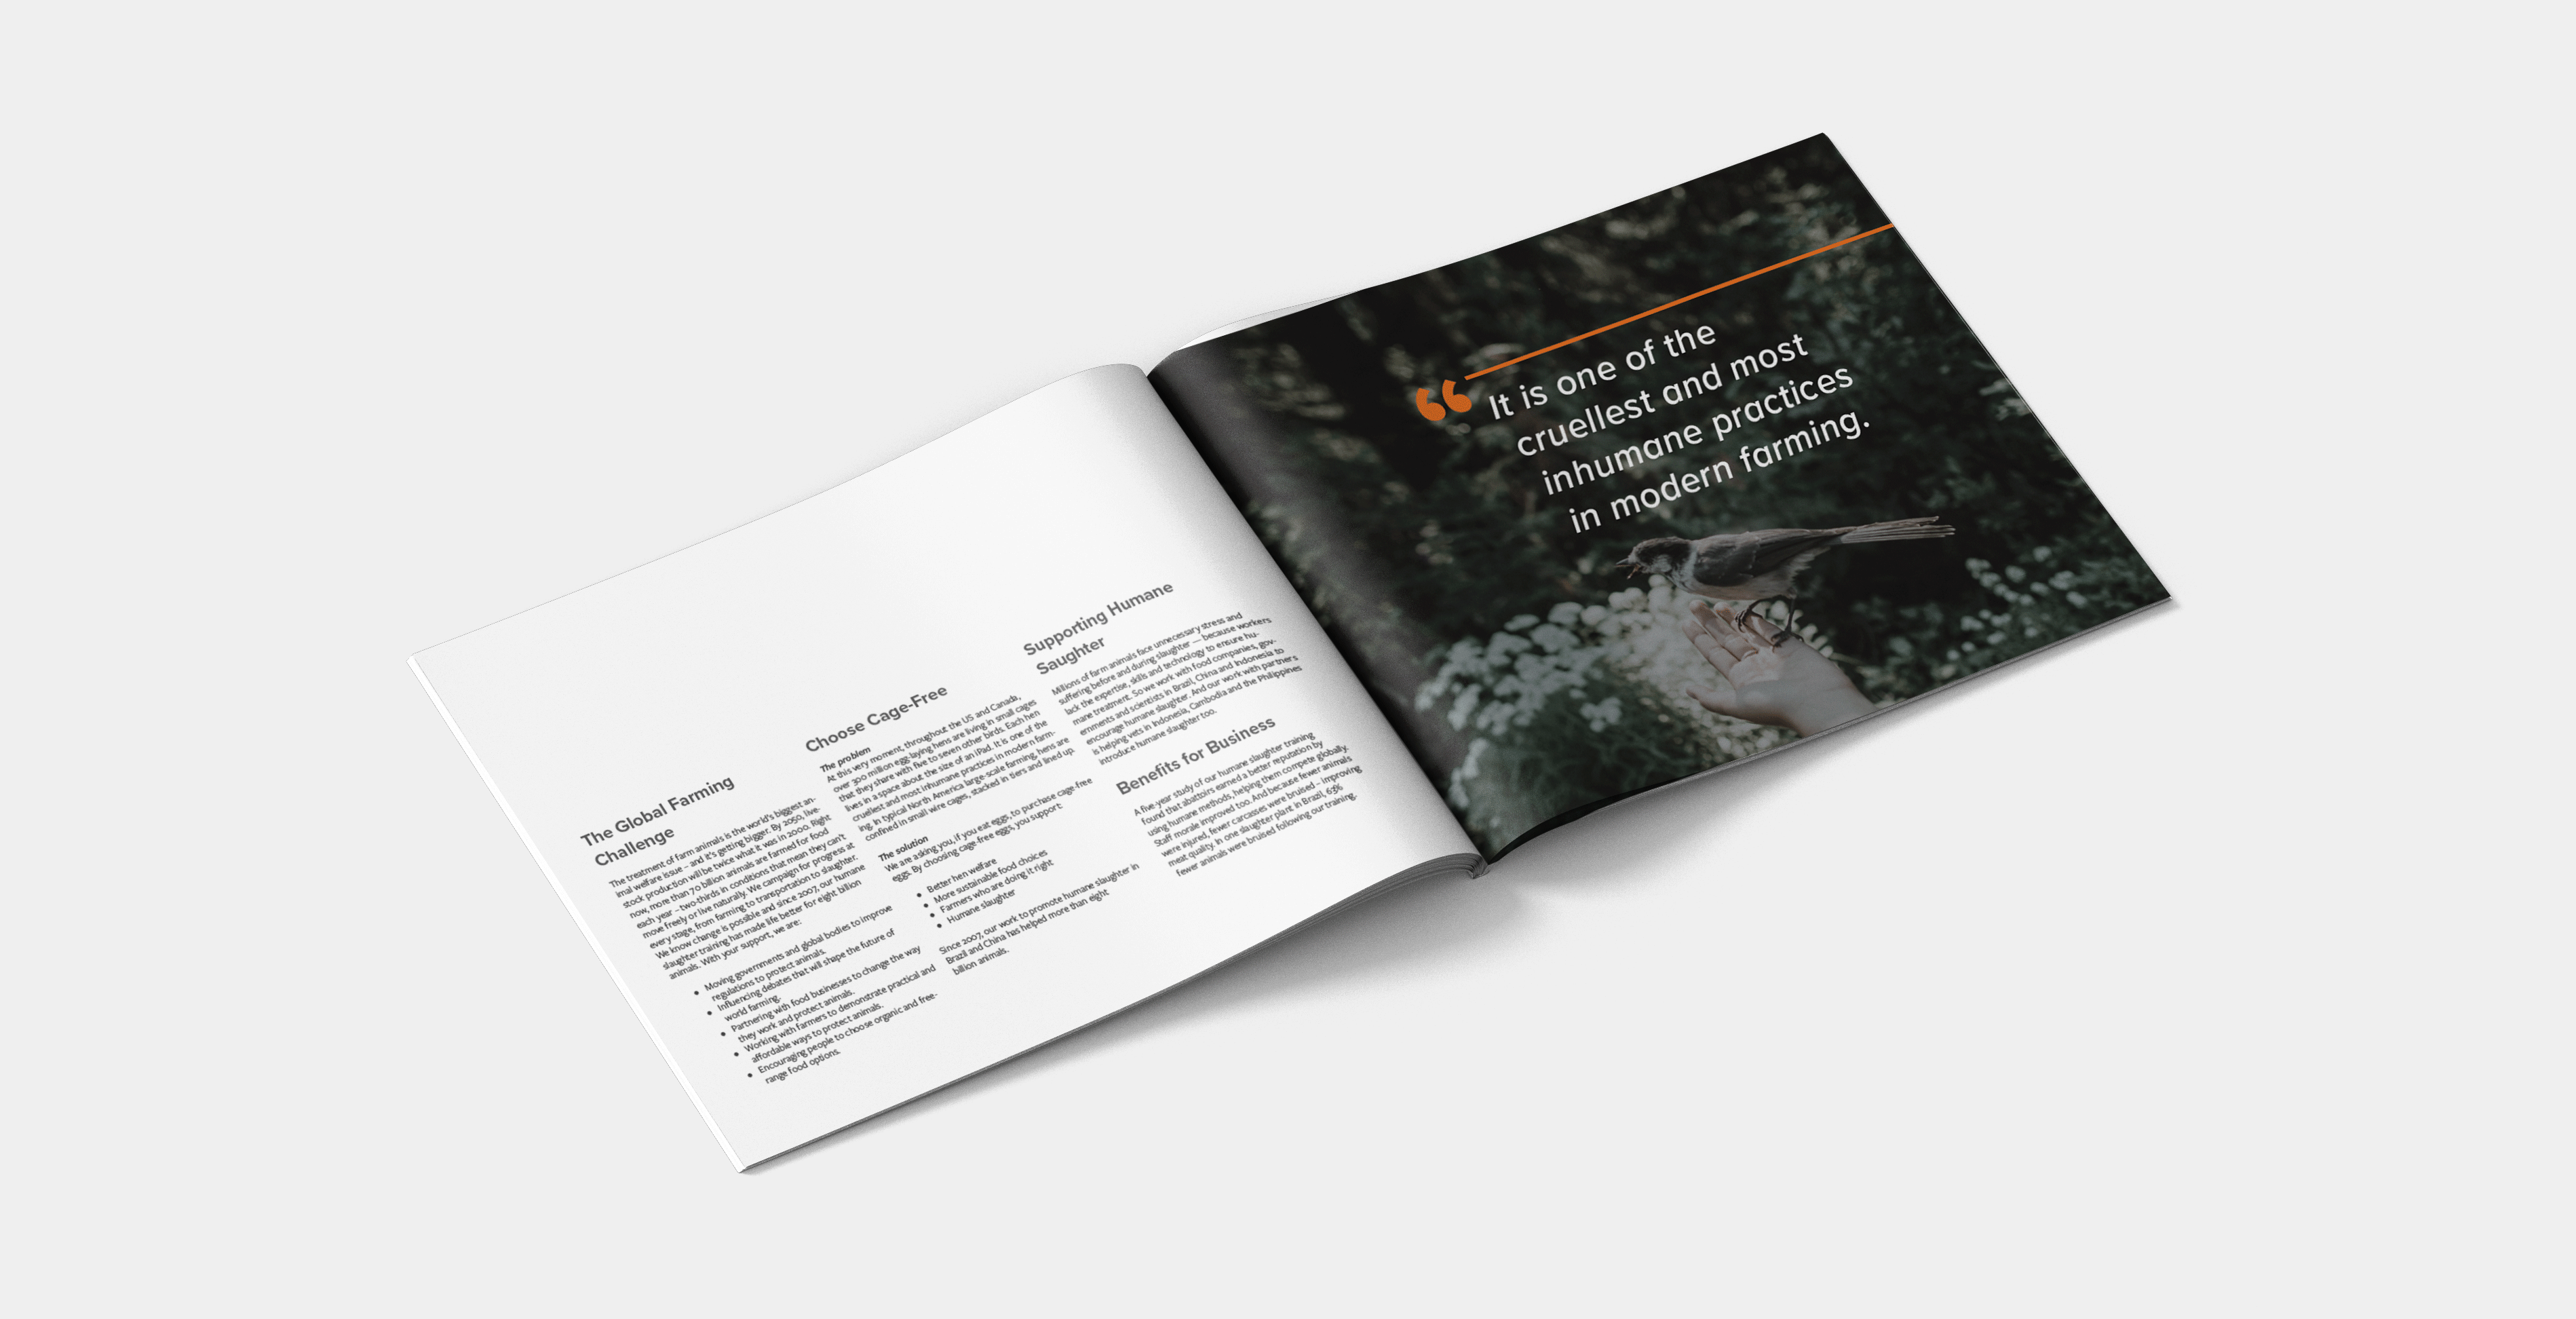 The Global Farming
Challenge
The treatment of farm animals is the world's biggest an-
imal welfare issue – and it's getting bigger. By 2050, live-
stock production will be twice what it was in 2000. Right
now, more than 70 billion animals are farmed for food
each year – two-thirds in conditions that mean they can't
move freely or live naturally. We campaign for progress at
every stage, from farming to transportation to slaughter.
We know change is possible and since 2007, our humane
slaughter training has made life better for eight billion
animals. With your support, we are:
• Moving governments and global bodies to improve
regulations to protect animals.
• Influencing debates that will shape the future of
world farming.
• Partnering with food businesses to change the way
they work and protect animals.
• Working with farmers to demonstrate practical and
affordable ways to protect animals.
• Encouraging people to choose organic and free-
range food options.
Choose Cage-Free
The problem
At this very moment, throughout the US and Canada,
over 300 million egg-laying hens are living in small cages
that they share with five to seven other birds. Each hen
lives in a space about the size of an iPad. It is one of the
cruellest and most inhumane practices in modern farm-
ing. In typical North America large-scale farming, hens are
confined in small wire cages, stacked in tiers and lined up.
The solution
We are asking you, if you eat eggs, to purchase cage-free
eggs. By choosing cage-free eggs, you support:
• Better hen welfare
• More sustainable food choices
• Farmers who are doing it right
• Humane slaughter
Since 2007, our work to promote humane slaughter in
Brazil and China has helped more than eight
billion animals.
Supporting Humane
Saughter
Millions of farm animals face unnecessary stress and
suffering before and during slaughter — because workers
lack the expertise, skills and technology to ensure hu-
mane treatment. So we work with food companies, gov-
ernments and scientists in Brazil, China and Indonesia to
encourage humane slaughter. And our work with partners
is helping vets in Indonesia, Cambodia and the Philippines
introduce humane slaughter too.
Benefits for Business
A five-year study of our humane slaughter training
found that abattoirs earned a better reputation by
using humane methods, helping them compete globally.
Staff morale improved too. And because fewer animals
were injured, fewer carcasses were bruised – improving
meat quality. In one slaughter plant in Brazil, 63%
fewer animals were bruised following our training.
“ It is one of the
cruellest and most
inhumane practices
in modern farming.